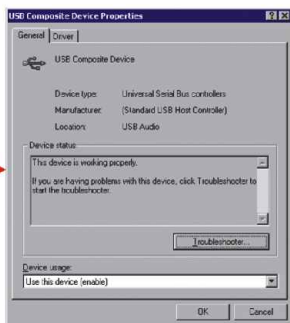 USB Composite Device Properties
General Driver
USB Composite Device
Device type: Universal Serial Bus controllers
Manufacturer: (Standard USB Host Controller)
Location: USB Audio
Device status
This device is working properly.
If you are having problems with this device, click Troubleshooter to
start the troubleshooter.
Troubleshooter...
Device usage:
Use this device (enable)
OK Cancel